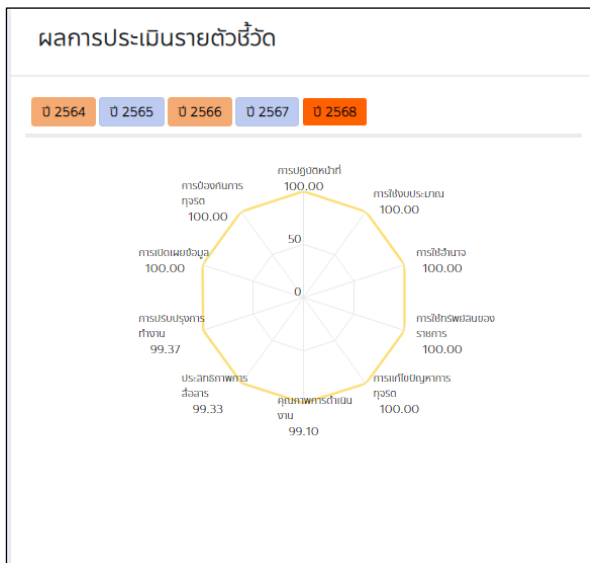 ผลการประเมินรายตัวชี้วัด
ปี 2564 ปี 2565 ปี 2566 ปี 2567 ปี 2568
การปฏิบัติหน้าที่
100.00
การใช้งบประมาณ
100.00
การใช้อำนาจ
100.00
การใช้ทรัพย์สินของ
ราชการ
100.00
การแก้ไขปัญหาการ
ทุจริต
100.00
คุณภาพการดำเนิน
งาน
99.10
ประสิทธิภาพการ
สื่อสาร
99.33
การปรับปรุงการ
ทำงาน
99.37
การเปิดเผยข้อมูล
100.00
การป้องกันการ
ทุจริต
100.00
50
0